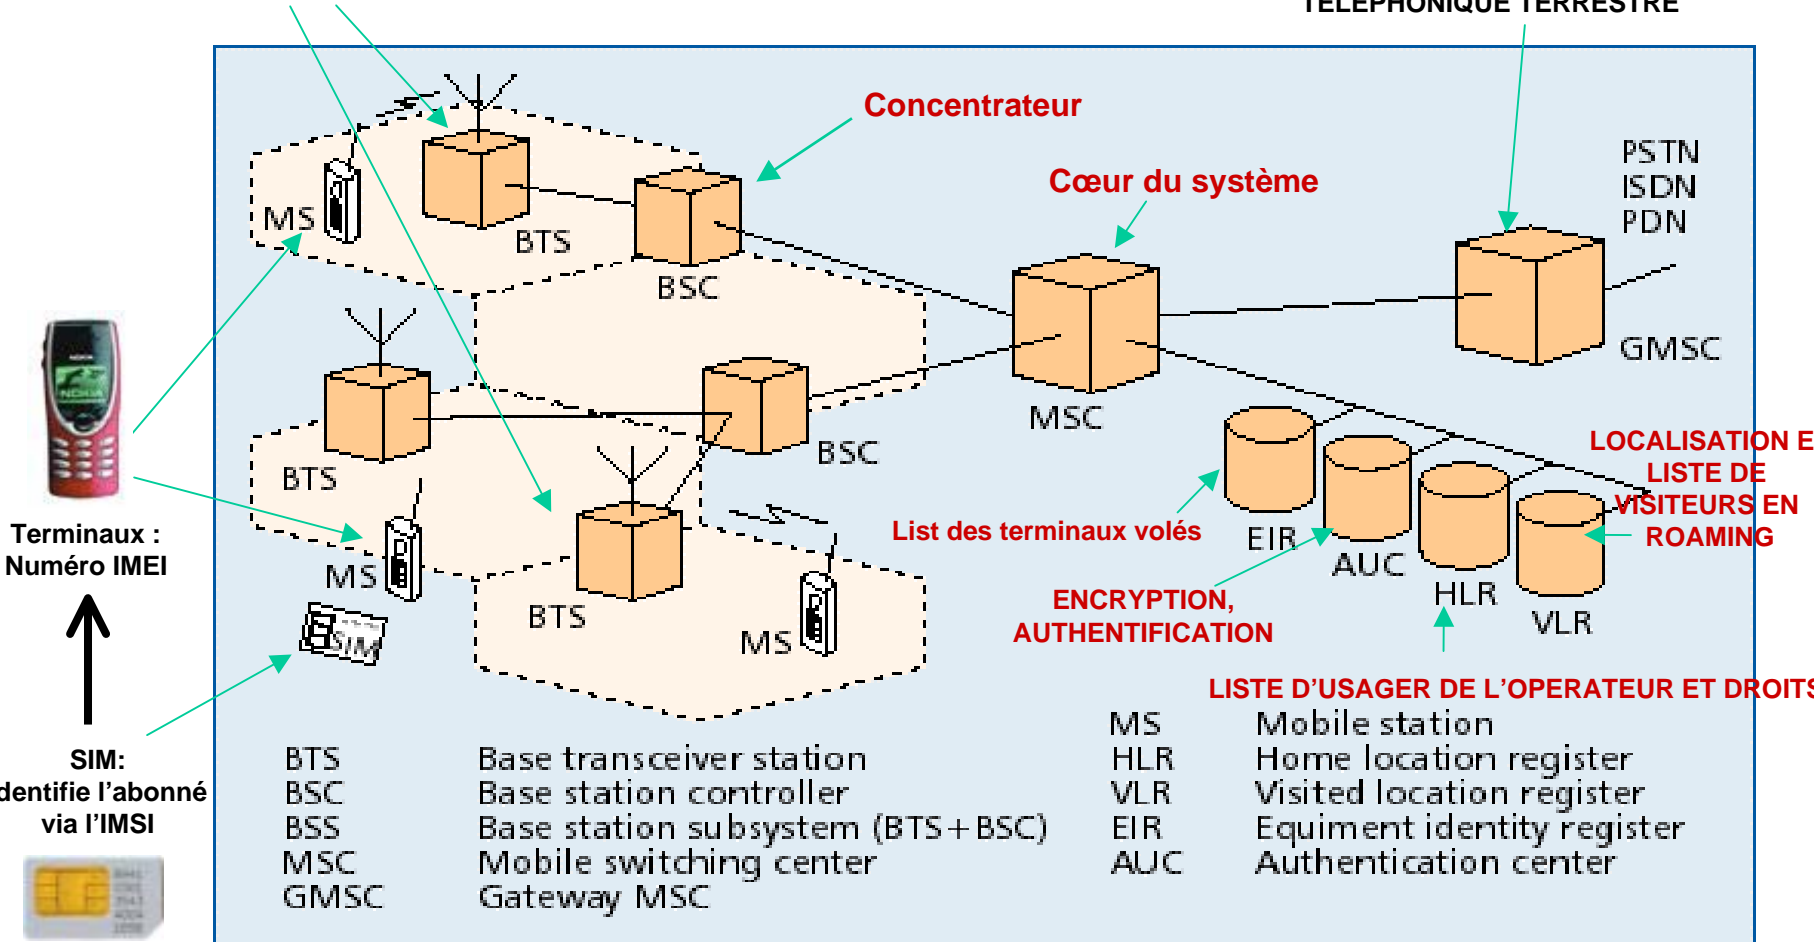 TELEPHONIQUE TERRESTRE
Concentrateur
Cœur du système
PSTN
ISDN
PDN
MS
BTS
BSC
GMSC
MSC
BTS
BSC
NOKIA
LOCALISATION E
LISTE DE
VISITEURS EN
ROAMING
List des terminaux volés
EIR
AUC
HLR
VLR
Terminaux :
Numéro IMEI
MS
SIM
BTS
MS
ENCRYPTION,
AUTHENTIFICATION
LISTE D'USAGER DE L'OPERATEUR ET DROITS
SIM:
dentifie l'abonné
via l'IMSI
BTS Base transceiver station
BSC Base station controller
BSS Base station subsystem (BTS+BSC)
MSC Mobile switching center
GMSC Gateway MSC
MS Mobile station
HLR Home location register
VLR Visited location register
EIR Equiment identity register
AUC Authentication center